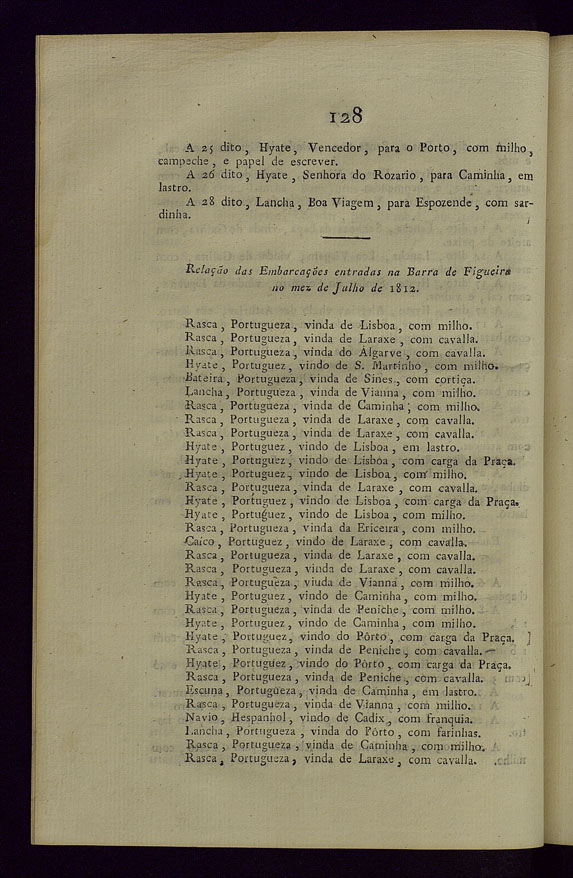 128
A 25 dito, Hyate, Vencedor, para o Porto, com milho,
campeche, e papel de escrever.
A 26 dito, Hyate, Senhora do Rozario, para Caminha, em
lastro.
A 28 dito, Lancha, Boa Viagem, para Espozende, com sar-
dinha.
Relação das Embarcações entradas na Barra de Figueira
no mez de Julho de 1812.
Rasca, Portugueza, vinda de Lisboa, com milho.
Rasca, Portugueza, vinda de Laraxe, com cavalla.
Rasca, Portugueza, vinda do Algarve, com cavalla.
Hyate, Portuguez, vindo de S. Martinho, com milho.
Bateira, Portugueza, vinda de Sines, com cortiça.
Lancha, Portugueza, vinda de Vianna, com milho.
Rasca, Portugueza, vinda de Caminha, com milho.
Rasca, Portugueza, vinda de Laraxe, com cavalla.
Rasca, Portugueza, vinda de Laraxe, com cavalla.
Hyate, Portuguez, vindo de Lisboa, em lastro.
Hyate, Portuguez, vindo de Lisboa, com carga da Praça.
Hyate, Portuguez, vindo de Lisboa, com milho.
Rasca, Portugueza, vinda de Laraxe, com cavalla.
Hyate, Portuguez, vindo de Lisboa, com carga da Praça.
Hyate, Portuguez, vindo de Lisboa, com milho.
Rasca, Portugueza, vinda da Ericeira, com milho.
Caíco, Portuguez, vindo de Laraxe, com cavalla.
Rasca, Portugueza, vinda de Laraxe, com cavalla.
Rasca, Portugueza, vinda de Laraxe, com cavalla.
Rasca, Portugueza, viuda de Vianna, com milho.
Hyate, Portuguez, vindo de Caminha, com milho.
Rasca, Portugueza, vinda de Peniche, com milho.
Hyate, Portuguez, vindo de Caminha, com milho.
Hyate, Portuguez, vindo do Pôrto, com carga da Praça.
Rasca, Portugueza, vinda de Peniche, com cavalla.
Hyate, Portuguez, vindo do Pôrto, com carga da Praça.
Rasca, Portugueza, vinda de Peniche, com cavalla.
Escuna, Portugueza, vinda de Caminha, em lastro.
Rasca, Portugueza, vinda de Vianna, com milho.
Navio, Hespanhol, vindo de Cadix, com franquia.
Lancha, Portugueza, vinda do Pôrto, com farinhas.
Rasca, Portugueza, vinda de Caminha, com milho.
Rasca, Portugueza, vinda de Laraxe, com cavalla.